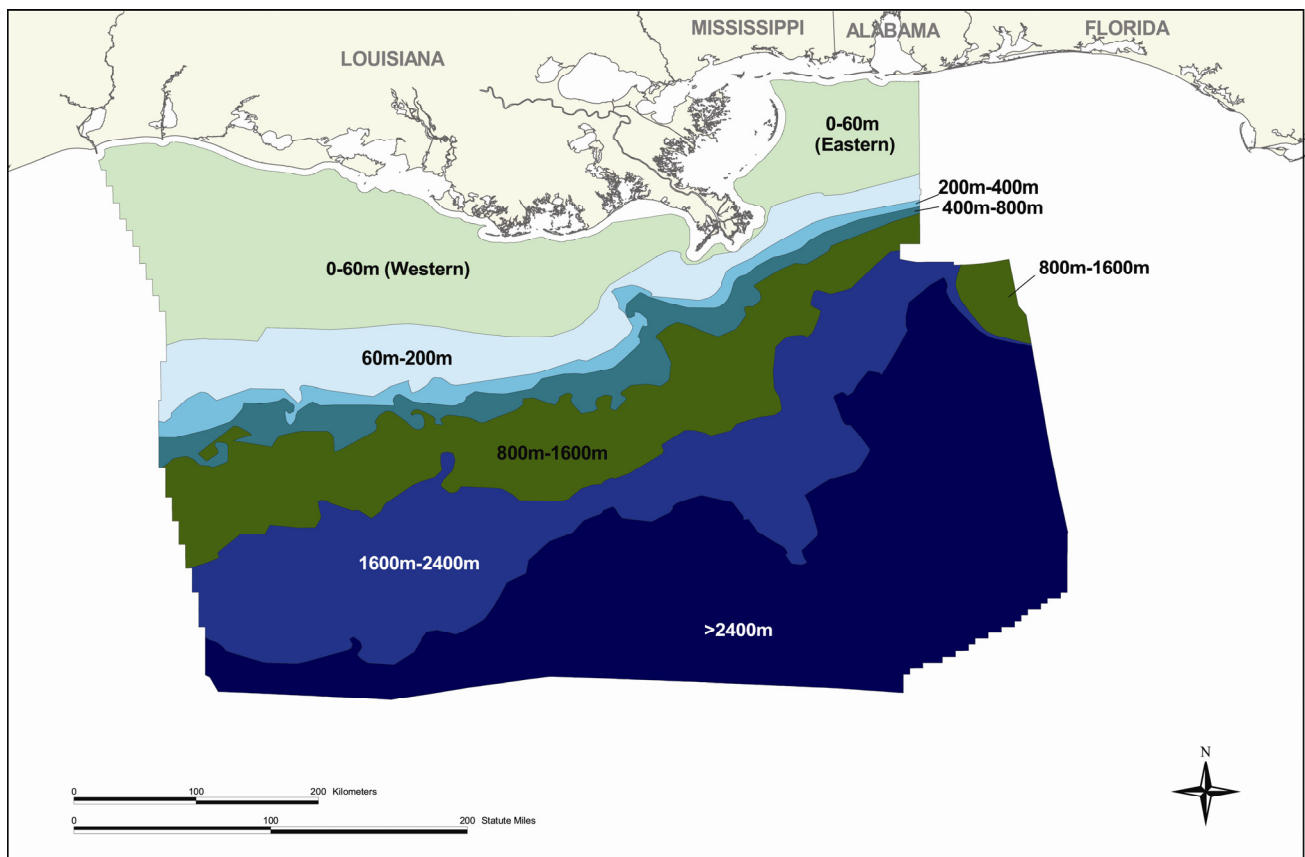 MISSISSIPPI
ALABAMA
FLORIDA
LOUISIANA
0-60m
(Eastern)
200m-400m
400m-800m
0-60m (Western)
800m-1600m
60m-200m
800m-1600m
1600m-2400m
>2400m
N
0 100 200 Kilometers
0 100 200 Statute Miles